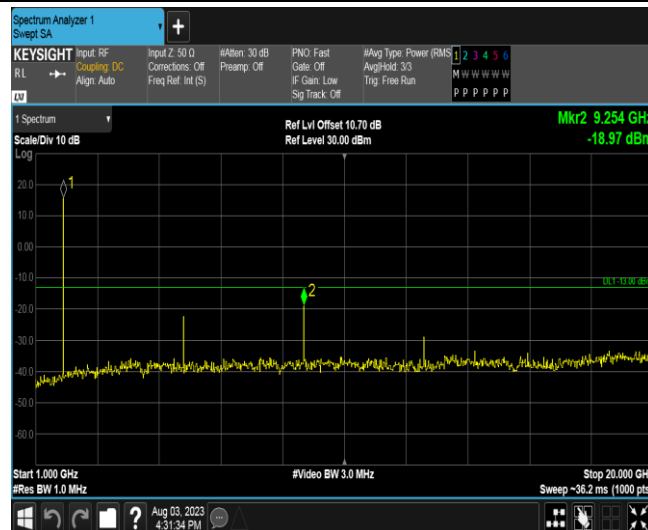 Spectrum Analyzer 1
Swept SA
+
KEYSIGHT
RL
LXI
Input: RF
Coupling: DC
Align: Auto
Input Z: 50 Ω
Corrections: Off
Freq Ref: Int (S)
#Atten: 30 dB
Preamp: Off
PNO: Fast
Gate: Off
IF Gain: Low
Sig Track: Off
#Avg Type: Power (RMS
Avg|Hold: 3/3
Trig: Free Run
1 2 3 4 5 6
M W W W W W
P P P P P P
1 Spectrum
Scale/Div 10 dB
Ref Lvl Offset 10.70 dB
Ref Level 30.00 dBm
Mkr2 9.254 GHz
-18.97 dBm
Log
20.0
10.0
0.00
-10.0
-20.0
-30.0
-40.0
-50.0
-60.0
1
2
DL1 -13.00 dBm
Start 1.000 GHz
#Res BW 1.0 MHz
#Video BW 3.0 MHz
Stop 20.000 GH
Sweep ~36.2 ms (1000 pts
?
Aug 03, 2023
4:31:34 PM